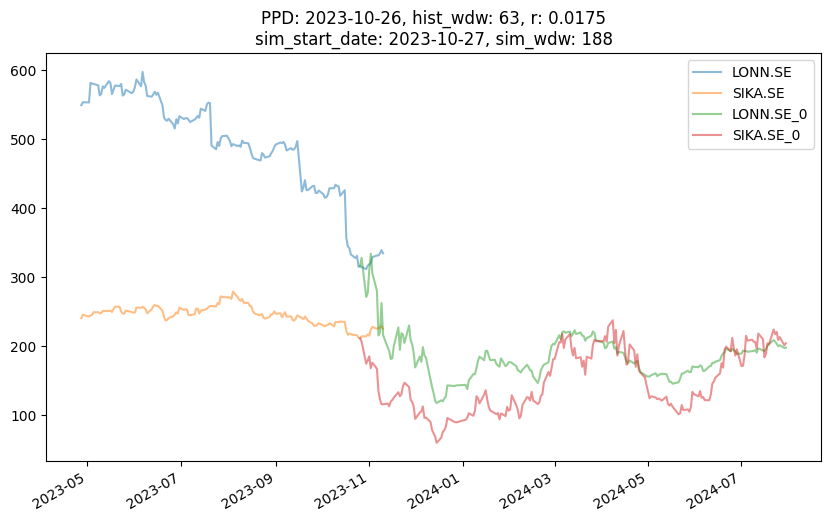 PPD: 2023-10-26, hist_wdw: 63, r: 0.0175
sim_start_date: 2023-10-27, sim_wdw: 188
LONN.SE
SIKA.SE
LONN.SE_0
SIKA.SE_0
600
500
400
300
200
100
2023-05
2023-07
2023-09
2023-11
2024-01
2024-03
2024-05
2024-07